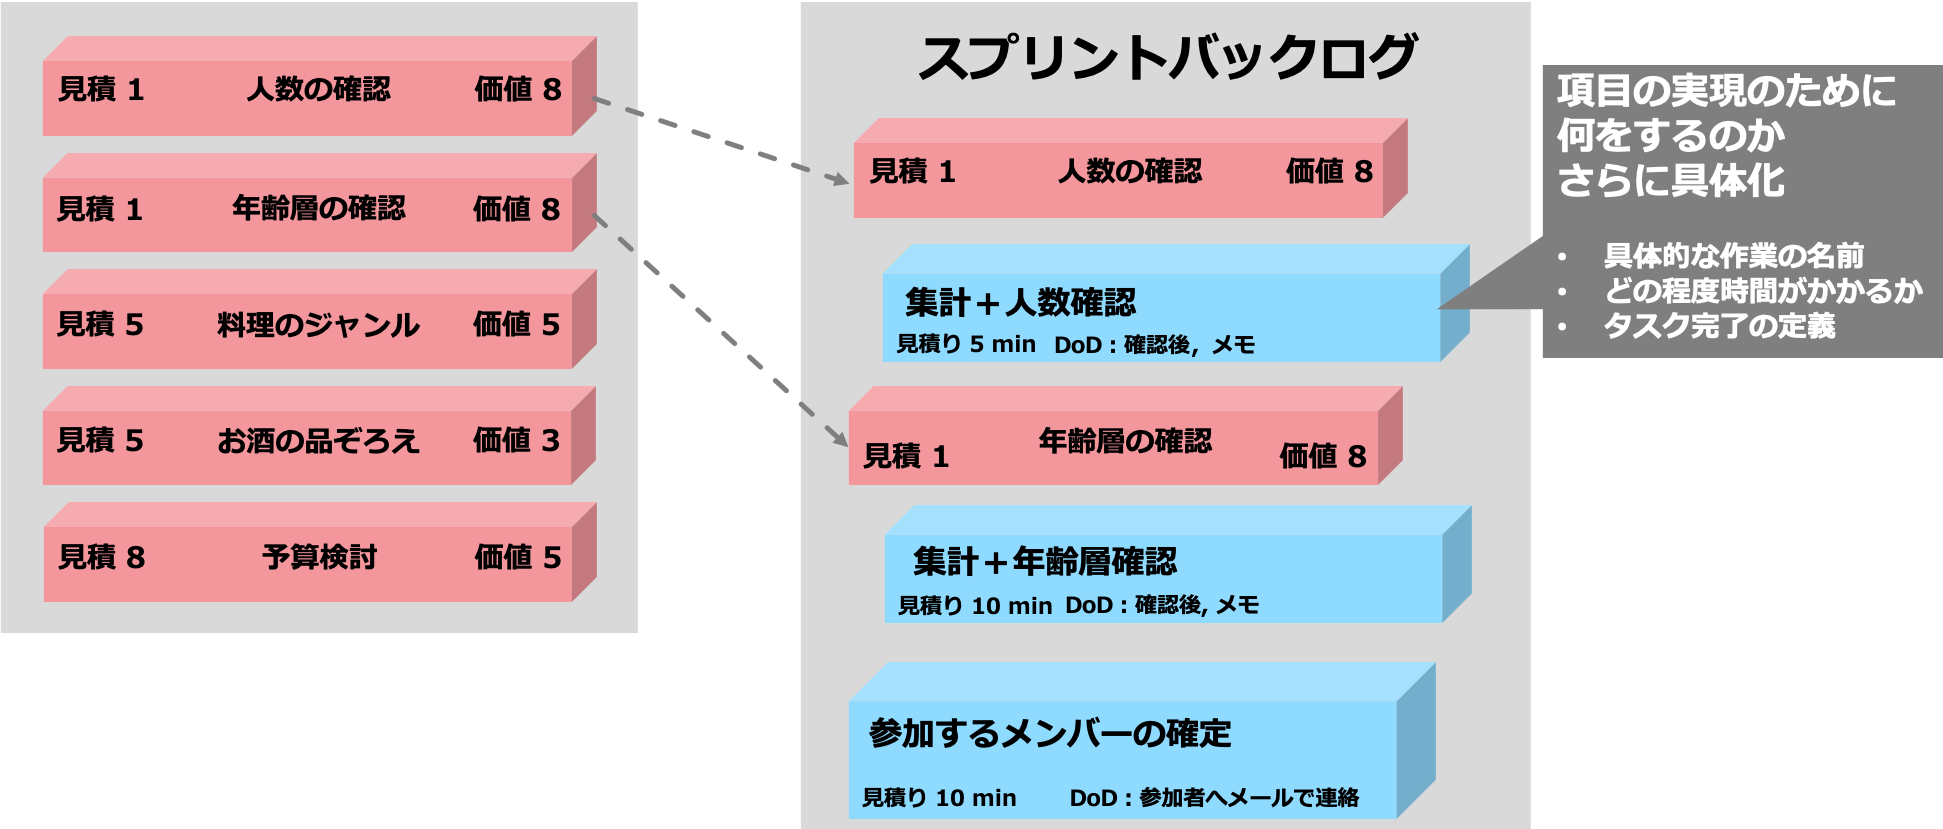 見積 1 人数の確認 価値 8
見積 1 年齢層の確認 価値 8
見積 5 料理のジャンル 価値 5
見積 5 お酒の品ぞろえ 価値 3
見積 8 予算検討 価値 5
スプリントバックログ
見積 1 人数の確認 価値 8
集計＋人数確認
見積り 5 min DoD：確認後，メモ
見積 1 年齢層の確認 価値 8
集計＋年齢層確認
見積り 10 min DoD：確認後, メモ
参加するメンバーの確定
見積り 10 min DoD：参加者へメールで連絡
項目の実現のために
何をするのか
さらに具体化
• 具体的な作業の名前
• どの程度時間がかかるか
• タスク完了の定義